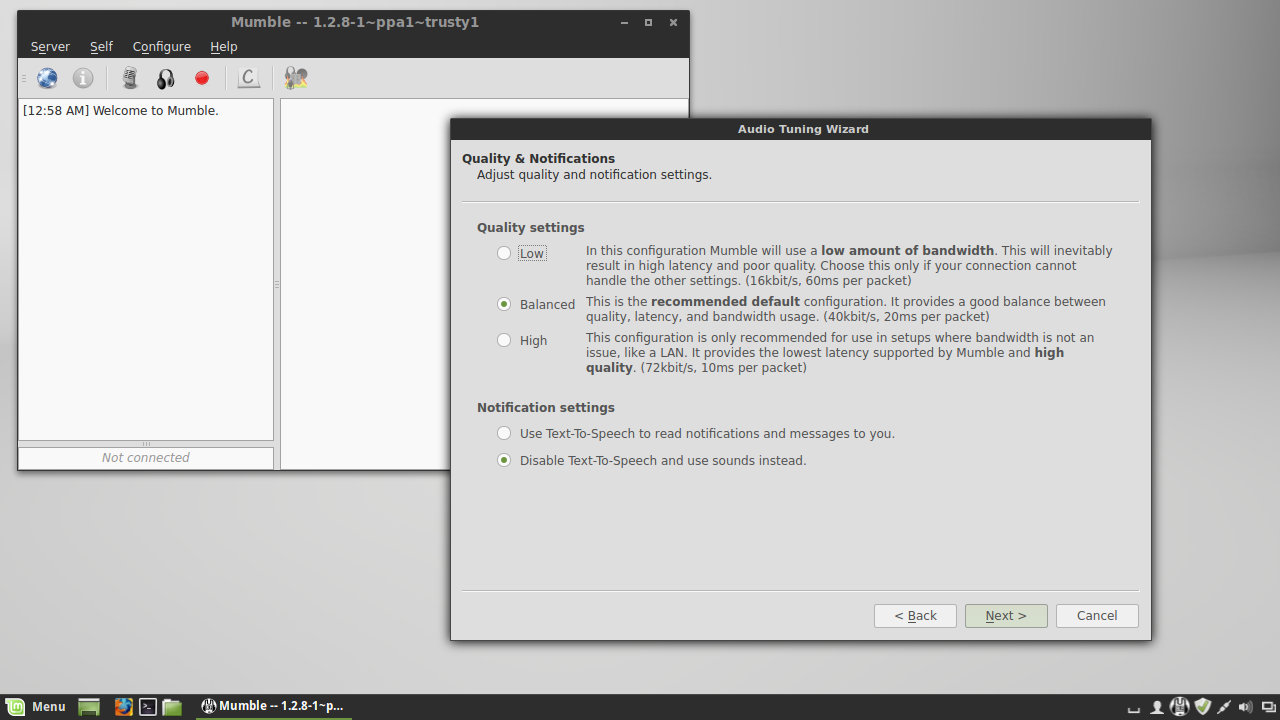 Mumble -- 1.2.8-1~ppa1~trusty1
Server Self Configure Help
C
[12:58 AM] Welcome to Mumble.
Not connected
Audio Tuning Wizard
Quality & Notifications
Adjust quality and notification settings.
Quality settings
Low
In this configuration Mumble will use a low amount of bandwidth. This will inevitably
result in high latency and poor quality. Choose this only if your connection cannot
handle the other settings. (16kbit/s, 60ms per packet)
Balanced
This is the recommended default configuration. It provides a good balance between
quality, latency, and bandwidth usage. (40kbit/s, 20ms per packet)
High
This configuration is only recommended for use in setups where bandwidth is not an
issue, like a LAN. It provides the lowest latency supported by Mumble and high
quality. (72kbit/s, 10ms per packet)
Notification settings
Use Text-To-Speech to read notifications and messages to you.
Disable Text-To-Speech and use sounds instead.
< Back Next > Cancel
Menu Mumble -- 1.2.8-1~p...